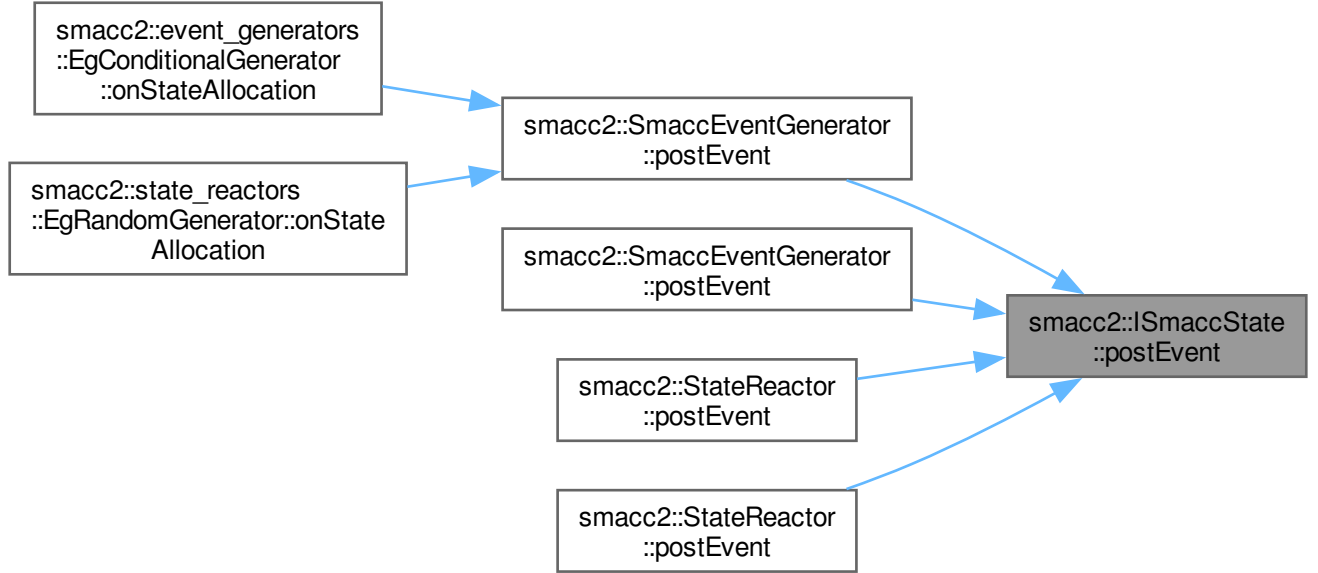 smacc2::event_generators
::EgConditionalGenerator
::onStateAllocation
smacc2::state_reactors
::EgRandomGenerator::onState
Allocation
smacc2::SmaccEventGenerator
::postEvent
smacc2::SmaccEventGenerator
::postEvent
smacc2::StateReactor
::postEvent
smacc2::StateReactor
::postEvent
smacc2::ISmaccState
::postEvent